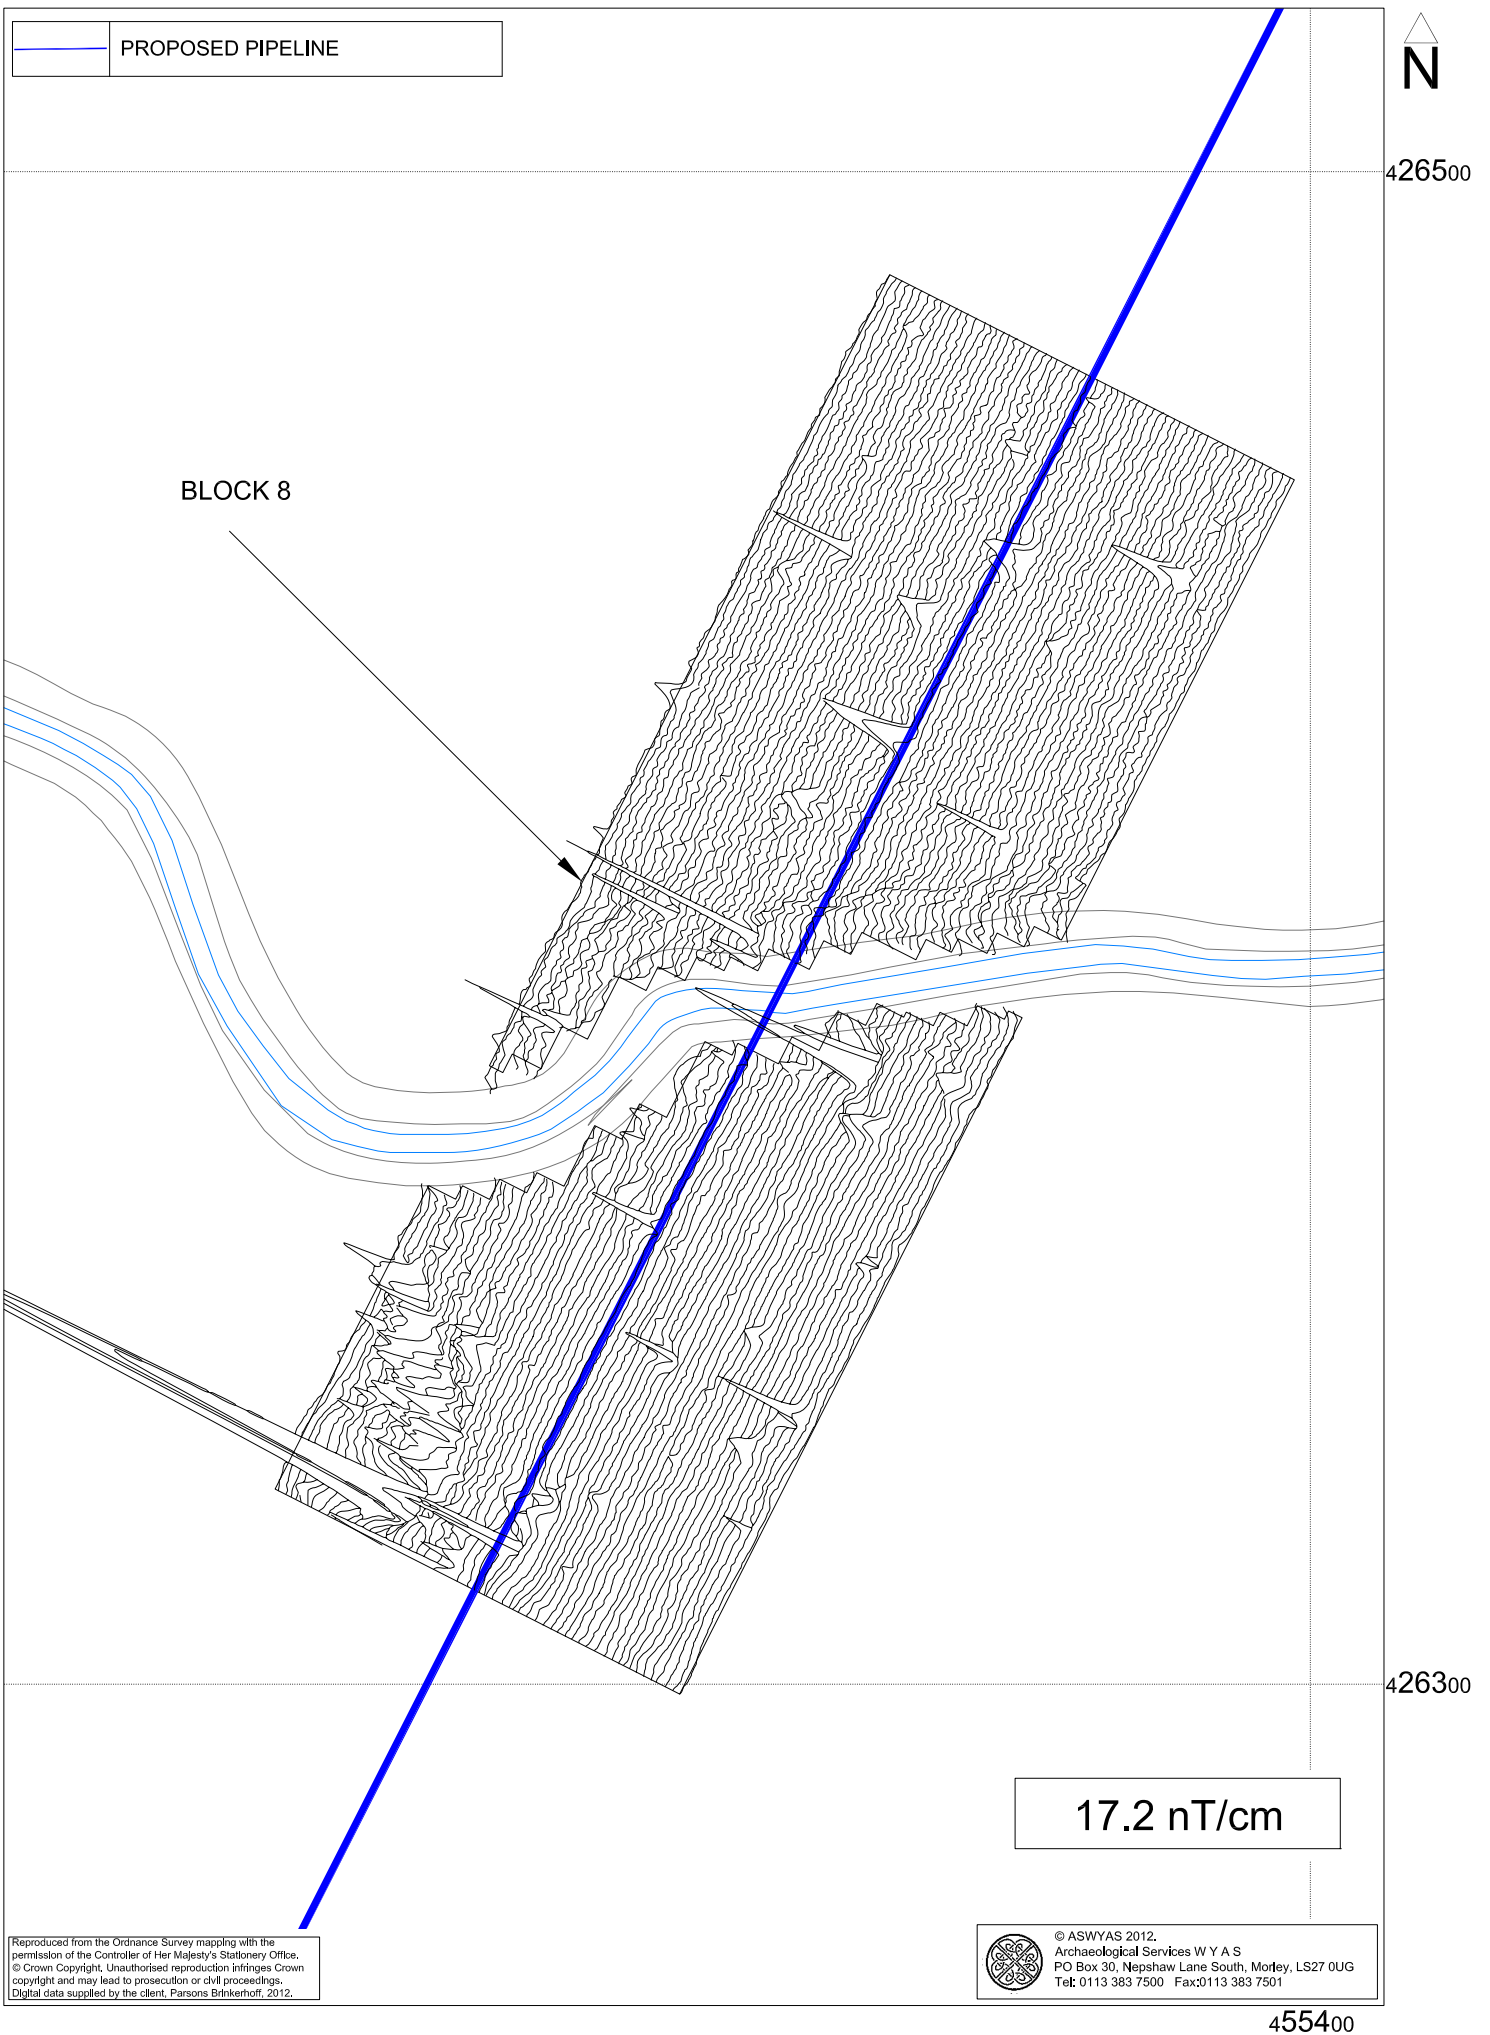 PROPOSED PIPELINE
N
426500
BLOCK 8
426300
17.2 nT/cm
Reproduced from the Ordnance Survey mapping with the
permission of the Controller of Her Majesty's Stationery Office.
© Crown Copyright. Unauthorised reproduction infringes Crown
copyright and may lead to prosecution or civil proceedings.
Digital data supplied by the client, Parsons Brinkerhoff, 2012.
© ASWYAS 2012.
Archaeological Services W Y A S
PO Box 30, Nepshaw Lane South, Morley, LS27 0UG
Tel: 0113 383 7500 Fax:0113 383 7501
455400